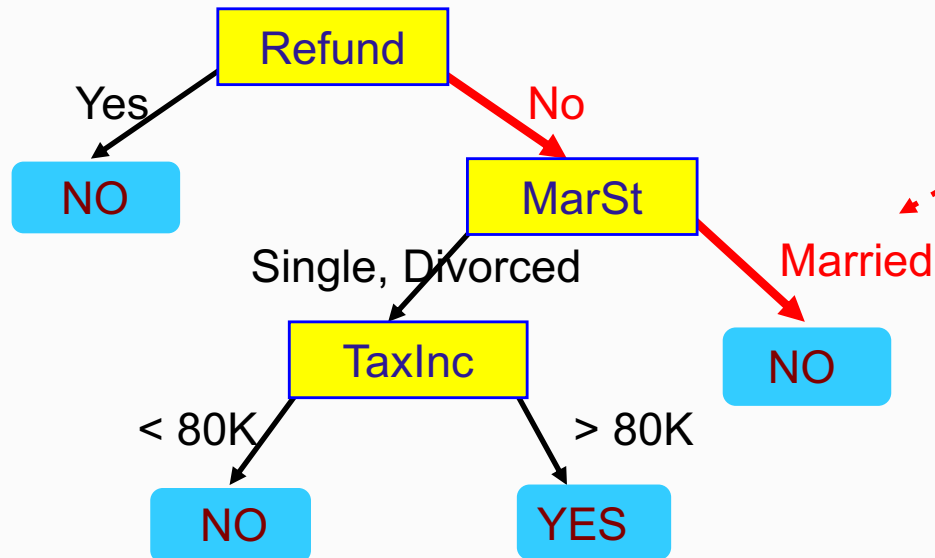 Refund
Yes
No
NO
MarSt
Single, Divorced
Married
TaxInc
NO
< 80K
> 80K
NO
YES